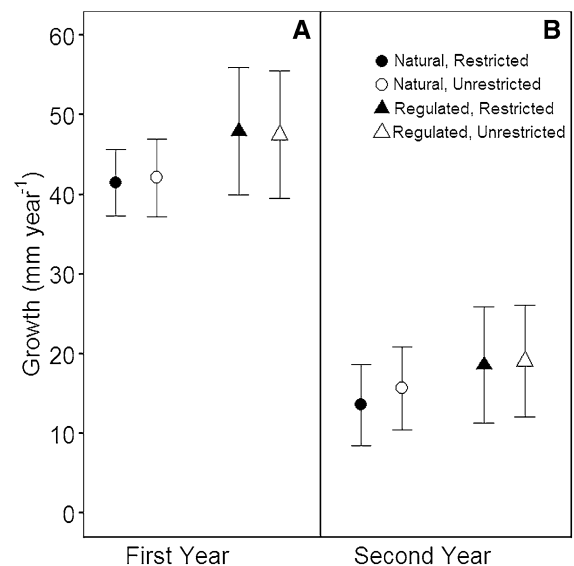 A
B
Natural, Restricted
Natural, Unrestricted
Regulated, Restricted
Regulated, Unrestricted
Growth (mm year⁻¹)
60
50
40
30
20
10
0
First Year
Second Year